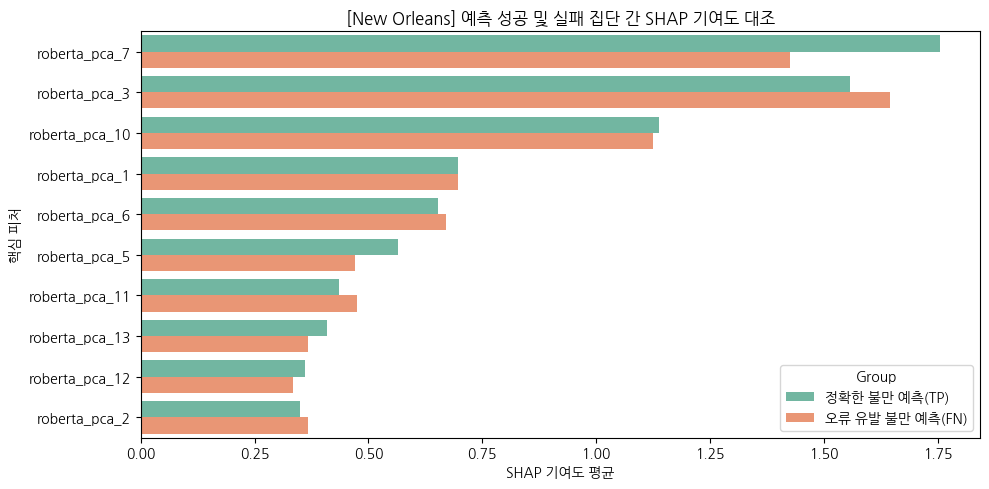 [New Orleans] 예측 성공 및 실패 집단 간 SHAP 기여도 대조
핵심 피처
roberta_pca_7
roberta_pca_3
roberta_pca_10
roberta_pca_1
roberta_pca_6
roberta_pca_5
roberta_pca_11
roberta_pca_13
roberta_pca_12
roberta_pca_2
Group
정확한 불만 예측(TP)
오류 유발 불만 예측(FN)
0.00 0.25 0.50 0.75 1.00 1.25 1.50 1.75
SHAP 기여도 평균